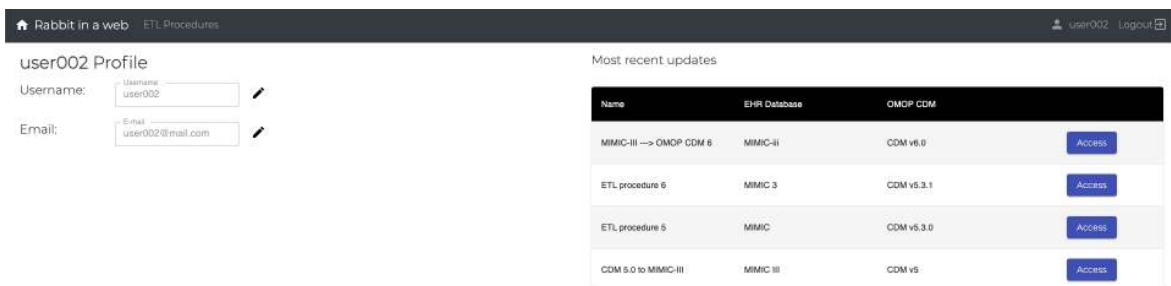 Rabbit in a web ETL Procedures user002 Logout
user002 Profile
Username: Username user002
Email: E-mail user002@mail.com
Most recent updates
Name EHR Database OMOP CDM
MIMIC-III ---> OMOP CDM 6 MIMIC-iii CDM v6.0 Access
ETL procedure 6 MIMIC 3 CDM v5.3.1 Access
ETL procedure 5 MIMIC CDM v5.3.0 Access
CDM 5.0 to MIMIC-III MIMIC III CDM v5 Access